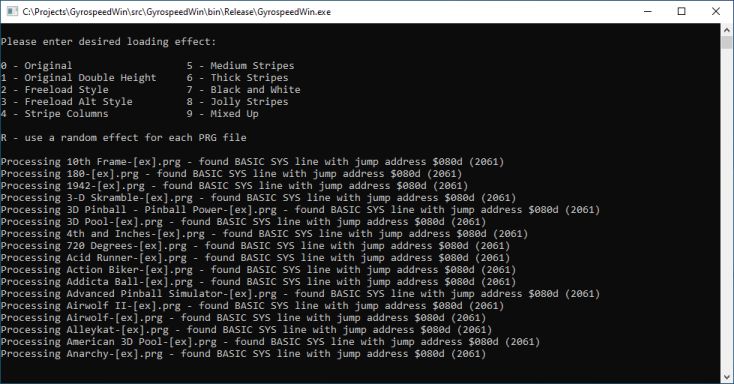 C:\Projects\GyrospeedWin\src\GyrospeedWin\bin\Release\GyrospeedWin.exe
Please enter desired loading effect:
0 - Original                   5 - Medium Stripes
1 - Original Double Height     6 - Thick Stripes
2 - Freeload Style             7 - Black and White
3 - Freeload Alt Style         8 - Jolly Stripes
4 - Stripe Columns             9 - Mixed Up
R - use a random effect for each PRG file
Processing 10th Frame-[ex].prg - found BASIC SYS line with jump address $080d (2061)
Processing 180-[ex].prg - found BASIC SYS line with jump address $080d (2061)
Processing 1942-[ex].prg - found BASIC SYS line with jump address $080d (2061)
Processing 3-D Skramble-[ex].prg - found BASIC SYS line with jump address $080d (2061)
Processing 3D Pinball - Pinball Power-[ex].prg - found BASIC SYS line with jump address $080d (2061)
Processing 3D Pool-[ex].prg - found BASIC SYS line with jump address $080d (2061)
Processing 4th and Inches-[ex].prg - found BASIC SYS line with jump address $080d (2061)
Processing 720 Degrees-[ex].prg - found BASIC SYS line with jump address $080d (2061)
Processing Acid Runner-[ex].prg - found BASIC SYS line with jump address $080d (2061)
Processing Action Biker-[ex].prg - found BASIC SYS line with jump address $080d (2061)
Processing Addicta Ball-[ex].prg - found BASIC SYS line with jump address $080d (2061)
Processing Advanced Pinball Simulator-[ex].prg - found BASIC SYS line with jump address $080d (2061)
Processing Airwolf II-[ex].prg - found BASIC SYS line with jump address $080d (2061)
Processing Airwolf-[ex].prg - found BASIC SYS line with jump address $080d (2061)
Processing Alleykat-[ex].prg - found BASIC SYS line with jump address $080d (2061)
Processing American 3D Pool-[ex].prg - found BASIC SYS line with jump address $080d (2061)
Processing Anarchy-[ex].prg - found BASIC SYS line with jump address $080d (2061)